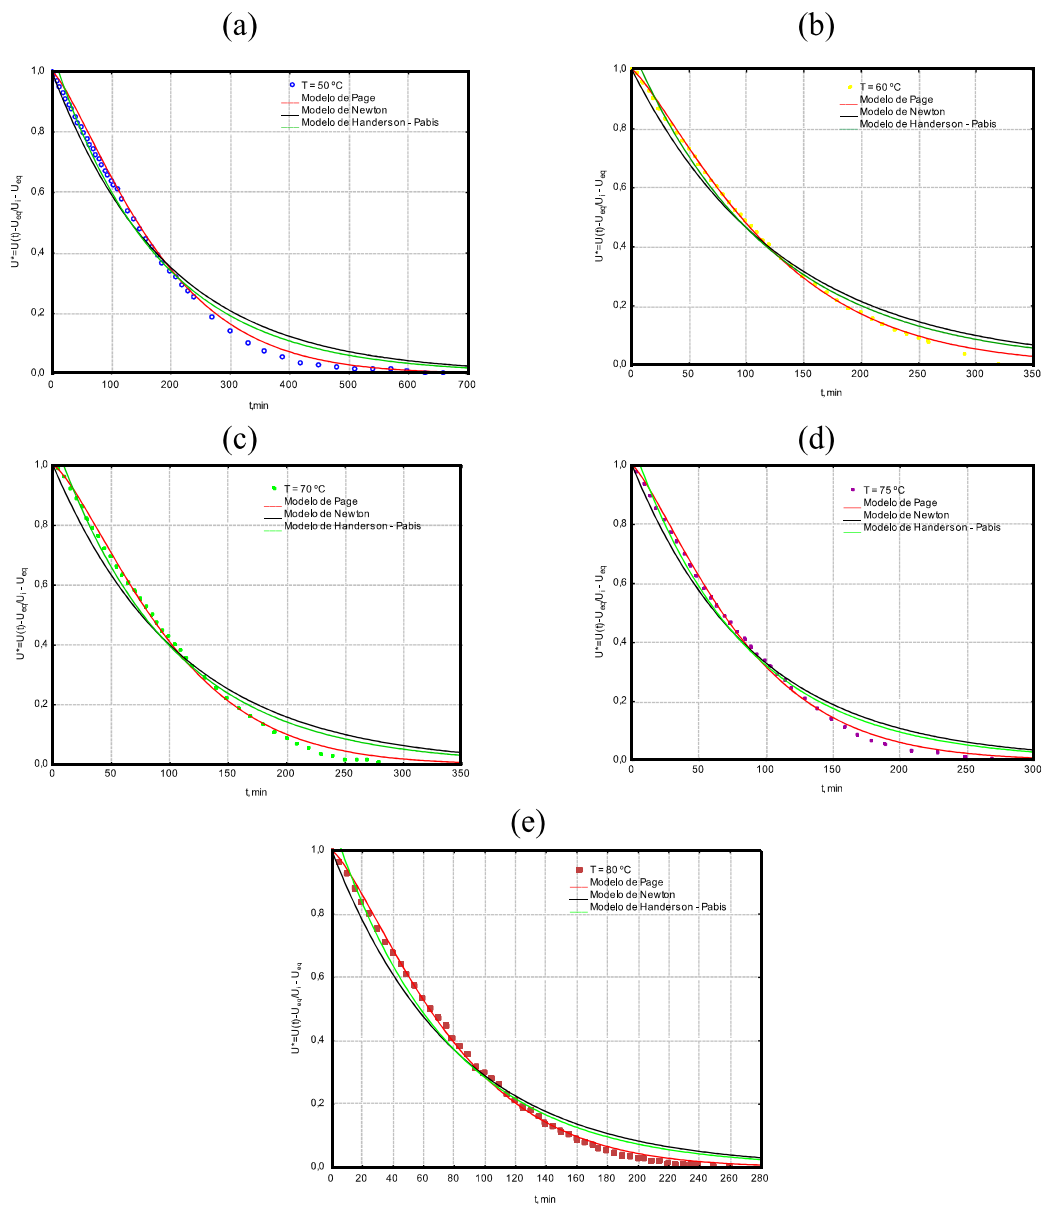 (a)
1,0
0,8
0,6
0,4
0,2
0,0
U*=U(t)-Ueq/Ui - Ueq
T = 50 ºC
Modelo de Page
Modelo de Newton
Modelo de Handerson - Pabis
0 100 200 300 400 500 600 700
t,min
(b)
1,0
0,8
0,6
0,4
0,2
0,0
U*=U(t)-Ueq/Ui - Ueq
T = 60 ºC
Modelo de Page
Modelo de Newton
Modelo de Handerson - Pabis
0 50 100 150 200 250 300 350
t, min
(c)
1,0
0,8
0,6
0,4
0,2
0,0
U*=U(t)-Ueq/Ui - Ueq
T = 70 ºC
Modelo de Page
Modelo de Newton
Modelo de Handerson - Pabis
0 50 100 150 200 250 300 350
t, min
(d)
1,0
0,8
0,6
0,4
0,2
0,0
U*=U(t)-Ueq/Ui - Ueq
T = 75 ºC
Modelo de Page
Modelo de Newton
Modelo de Handerson - Pabis
0 50 100 150 200 250 300
t, min
(e)
1,0
0,8
0,6
0,4
0,2
0,0
U*=U(t)-Ueq/Ui - Ueq
T = 80 ºC
Modelo de Page
Modelo de Newton
Modelo de Handerson - Pabis
0 20 40 60 80 100 120 140 160 180 200 220 240 260 280
t, min